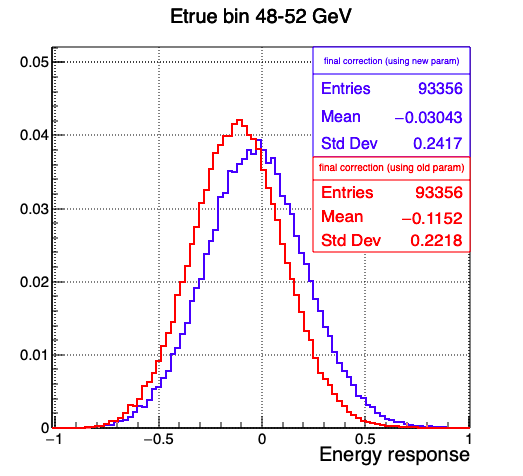 Etrue bin 48-52 GeV
0.05
0.04
0.03
0.02
0.01
0
−1
−0.5
0
0.5
1
Energy response
final correction (using new param)
Entries 93356
Mean −0.03043
Std Dev 0.2417
final correction (using old param)
Entries 93356
Mean −0.1152
Std Dev 0.2218